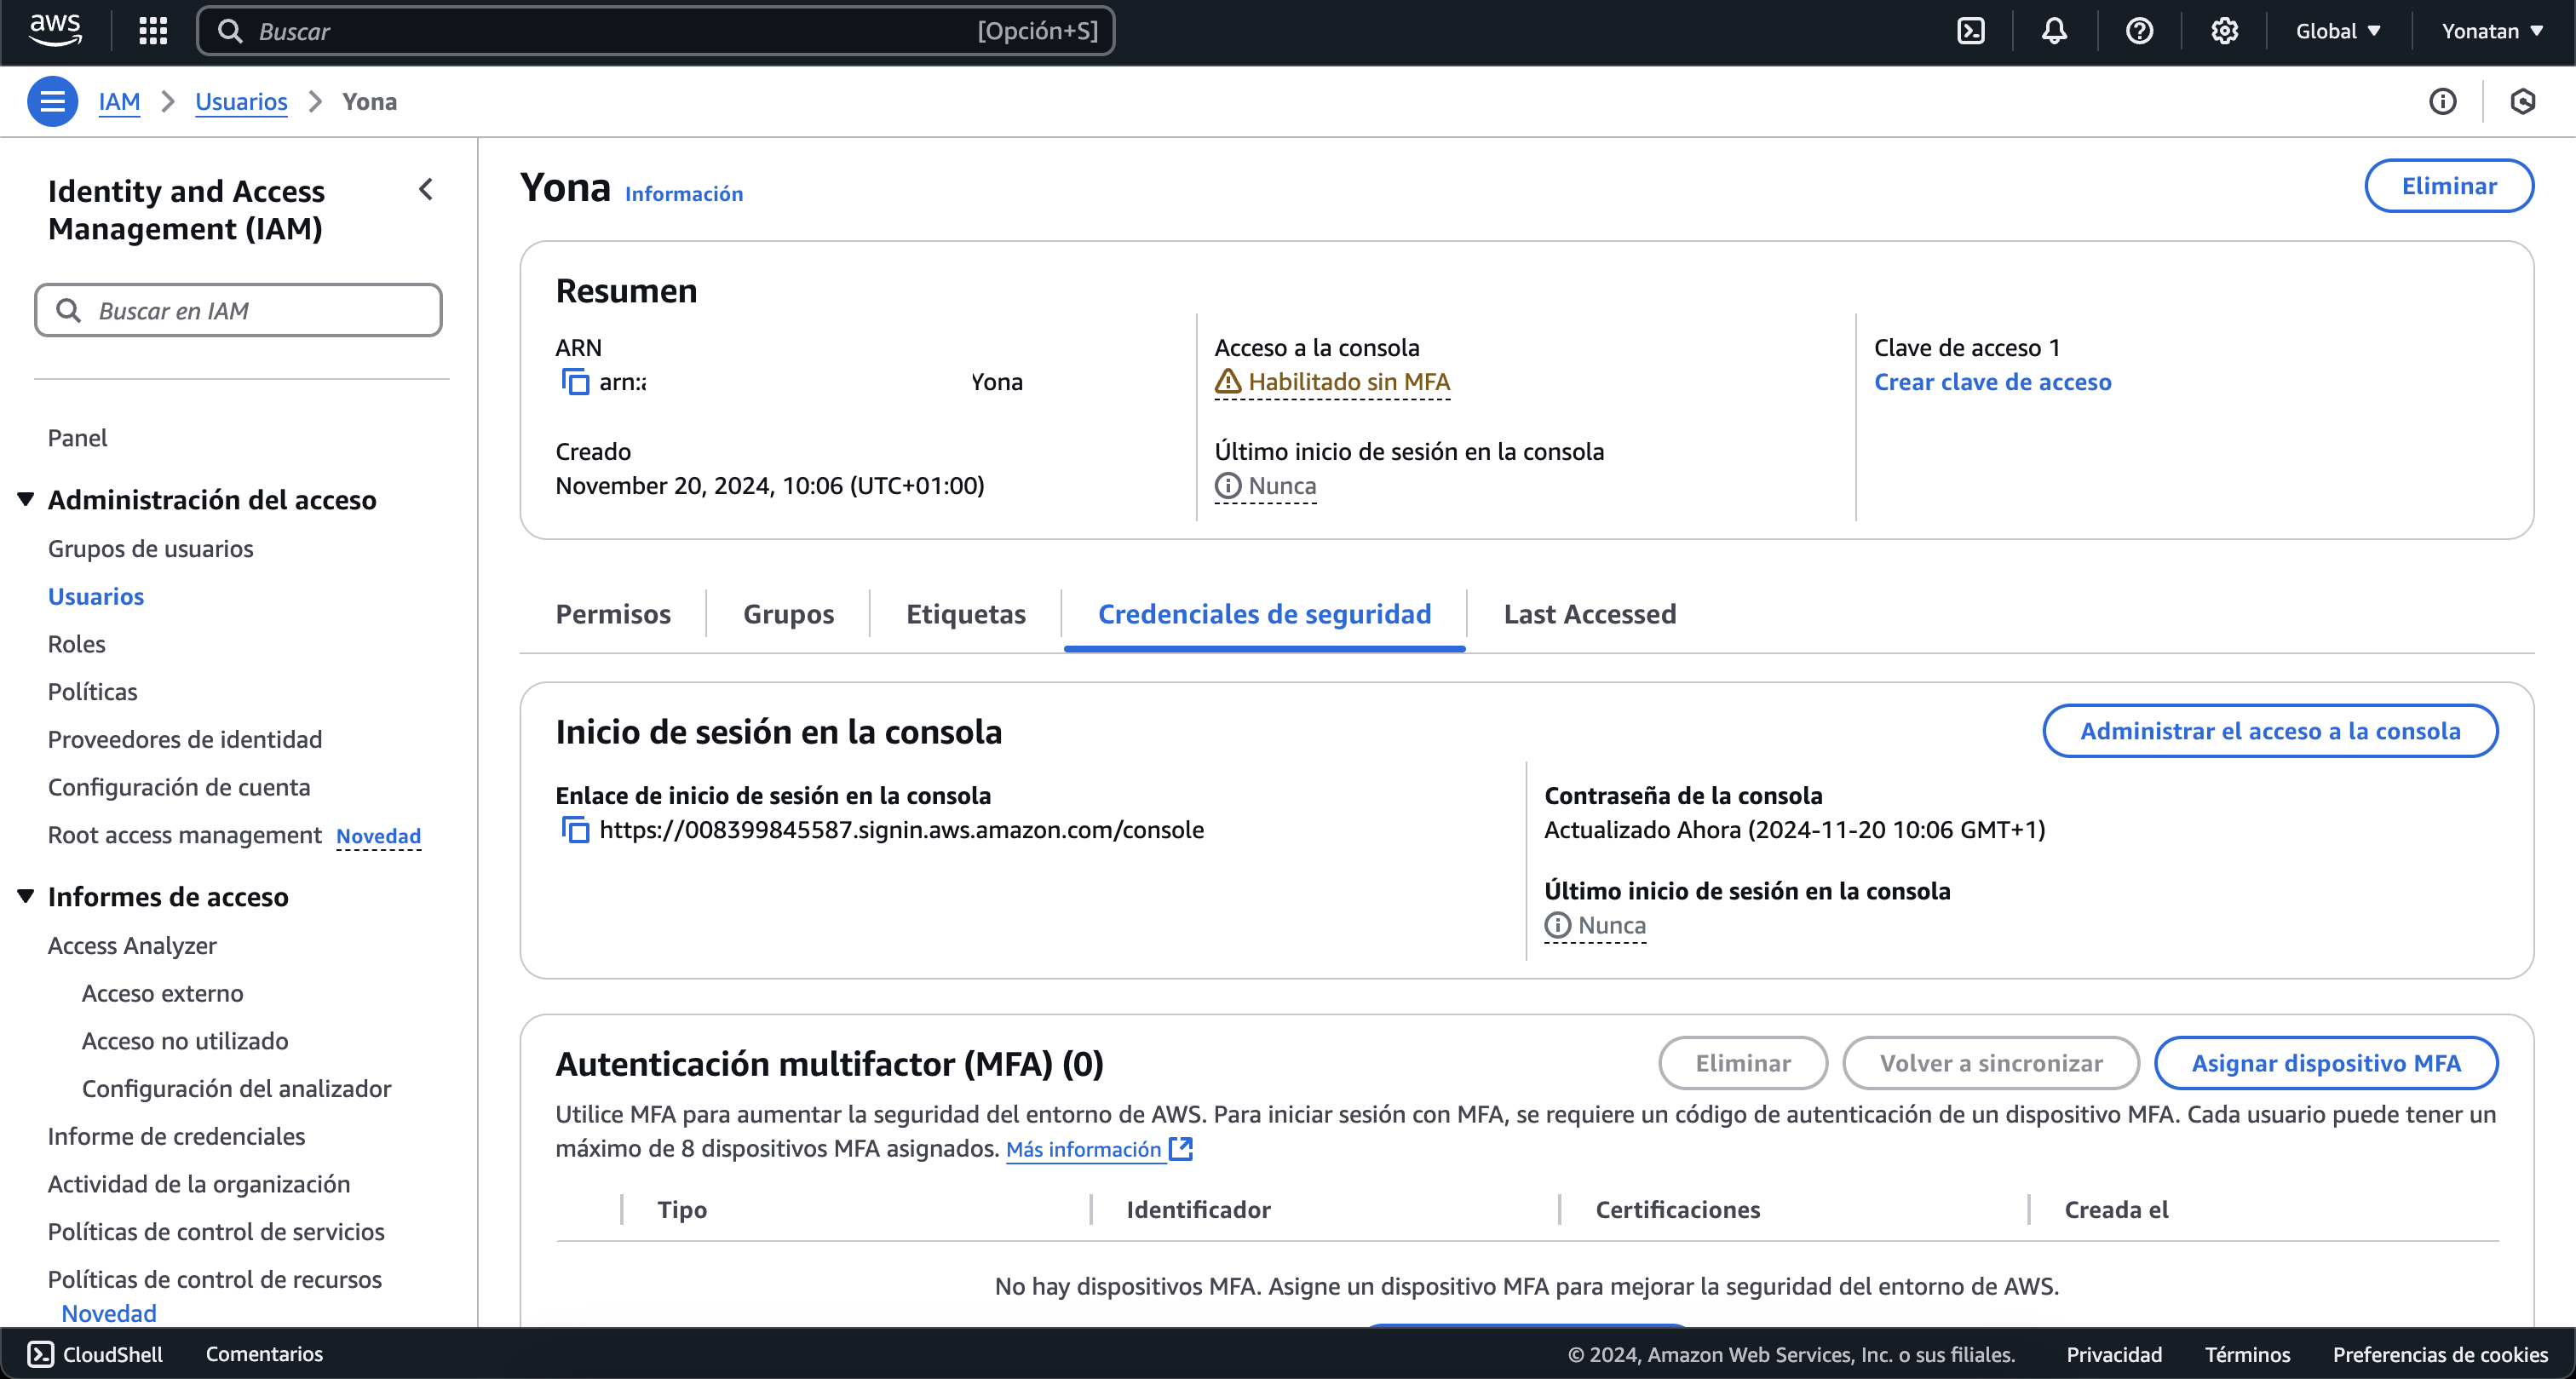 aws
Buscar [Opción+S]
Global
Yonatan
IAM
Usuarios
Yona
Identity and Access
Management (IAM)
Buscar en IAM
Panel
Administración del acceso
Grupos de usuarios
Usuarios
Roles
Políticas
Proveedores de identidad
Configuración de cuenta
Root access management Novedad
Informes de acceso
Access Analyzer
Acceso externo
Acceso no utilizado
Configuración del analizador
Informe de credenciales
Actividad de la organización
Políticas de control de servicios
Políticas de control de recursos
Novedad
Yona Información
Eliminar
Resumen
ARN
arn: Yona
Creado
November 20, 2024, 10:06 (UTC+01:00)
Acceso a la consola
Habilitado sin MFA
Último inicio de sesión en la consola
Nunca
Clave de acceso 1
Crear clave de acceso
Permisos
Grupos
Etiquetas
Credenciales de seguridad
Last Accessed
Inicio de sesión en la consola
Administrar el acceso a la consola
Enlace de inicio de sesión en la consola
https://008399845587.signin.aws.amazon.com/console
Contraseña de la consola
Actualizado Ahora (2024-11-20 10:06 GMT+1)
Último inicio de sesión en la consola
Nunca
Autenticación multifactor (MFA) (0)
Eliminar
Volver a sincronizar
Asignar dispositivo MFA
Utilice MFA para aumentar la seguridad del entorno de AWS. Para iniciar sesión con MFA, se requiere un código de autenticación de un dispositivo MFA. Cada usuario puede tener un
máximo de 8 dispositivos MFA asignados. Más información
Tipo
Identificador
Certificaciones
Creada el
No hay dispositivos MFA. Asigne un dispositivo MFA para mejorar la seguridad del entorno de AWS.
CloudShell
Comentarios
© 2024, Amazon Web Services, Inc. o sus filiales.
Privacidad
Términos
Preferencias de cookies